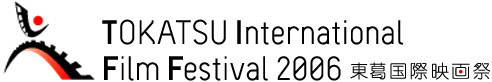 TOKATSU International
Film Festival 2006 東葛国際映画祭